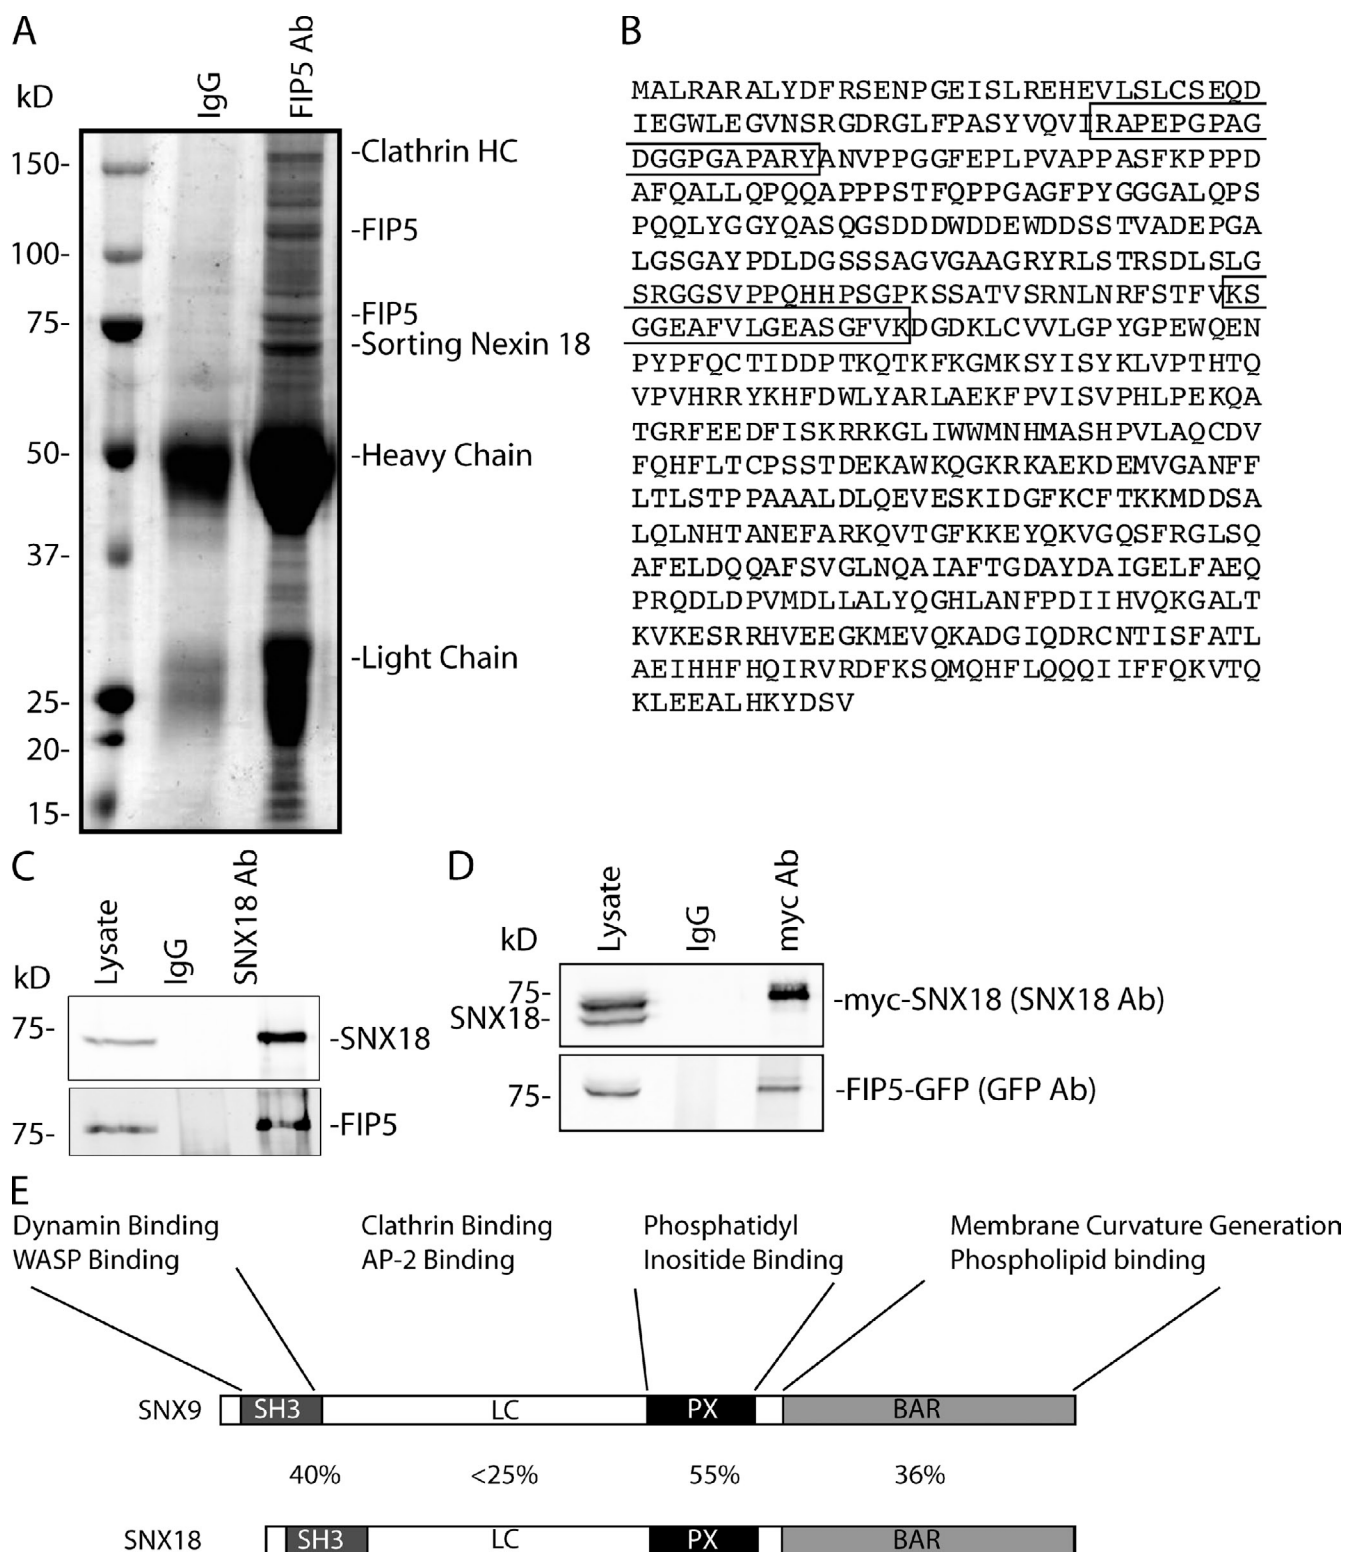 A
kD
IgG
FIP5 Ab
150-
100-
75-
50-
37-
25-
20-
15-
-Clathrin HC
-FIP5
-FIP5
-Sorting Nexin 18
-Heavy Chain
-Light Chain
B
MALRARALYDFRSENPGEISLREHEVLSLCSEQD
IEGWLEGVNSRGDRGLFPASYVQVIRAPEPGPAG
DGGPGAPARYANVPPGGFEPLPVAPPASFKPPPD
AFQALLQPQQAPPPSTFQPPGAGFPYGGGALQPS
PQQLYGGYQASQGSDDDWDDEWDDSSTVADEPGA
LGSGAYPDLDGSSSAGVGAAGRYRLSTRSDLSLG
SRGGSVPPQHHPSGPKSSATVSRNLNRFSTFVKS
GGEAFVLGEASGFVKDGDKLCVVLGPYGPEWQEN
PYPFQCTIDDPTKQTKFKGMKSYISYKLVPTHTQ
VPVHRRYKHFDWLYARLAEKFPVISVPHLPEKQA
TGRFEEDFISKRRKGLIWWMNHMASHPVLAQCDV
FQHFLTCPSSTDEKAWKQGKRKAEKDEMVGANFF
LTLSTPPAAALDLQEVESKIDGFKCFTKKMDDSA
LQLNHTANEFARKQVTGFKKEYQKVGQSFRGLSQ
AFELDQQAFSVGLNQAIAFTGDAYDAIGELFAEQ
PRQDLDPVMDLLALYQGHLANFPDIIHVQKGALT
KVKESRRHVEEGKMEVQKADGIQDRCNTISFATL
AEIHHFHQIRVRDFKSQMQHFLQQQIIFFQKVTQ
KLEEALHKYDSV
C
kD
Lysate
IgG
SNX18 Ab
75-
-SNX18
75-
-FIP5
D
kD
Lysate
IgG
myc Ab
75-
SNX18-
-myc-SNX18 (SNX18 Ab)
75-
-FIP5-GFP (GFP Ab)
E
Dynamin Binding
WASP Binding
Clathrin Binding
AP-2 Binding
Phosphatidyl
Inositide Binding
Membrane Curvature Generation
Phospholipid binding
SNX9 SH3 LC PX BAR
40% <25% 55% 36%
SNX18 SH3 LC PX BAR